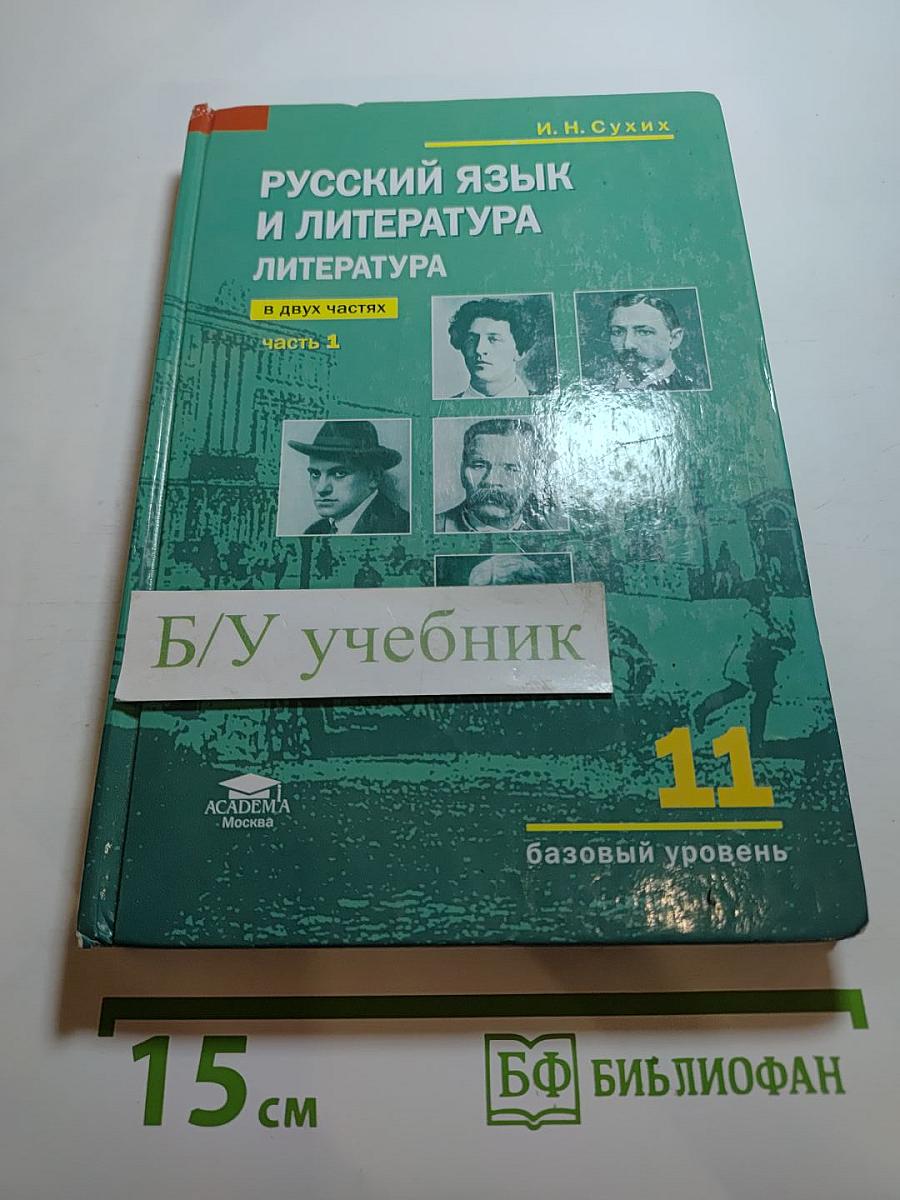 И. Н. Сухих
РУССКИЙ ЯЗЫК
И ЛИТЕРАТУРА
ЛИТЕРАТУРА
в двух частях
часть 1
Б/У учебник
11
базовый уровень
ACADEMA
Москва
15 см
БФ БИБЛИОФАН